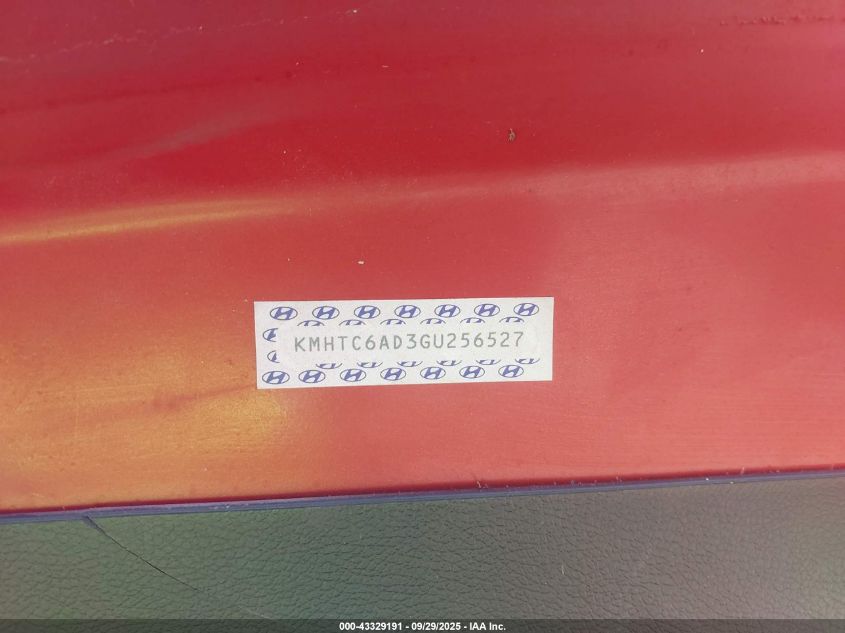 KMHTC6AD3GU256527
000-43329191 - 09/29/2025 - IAA Inc.